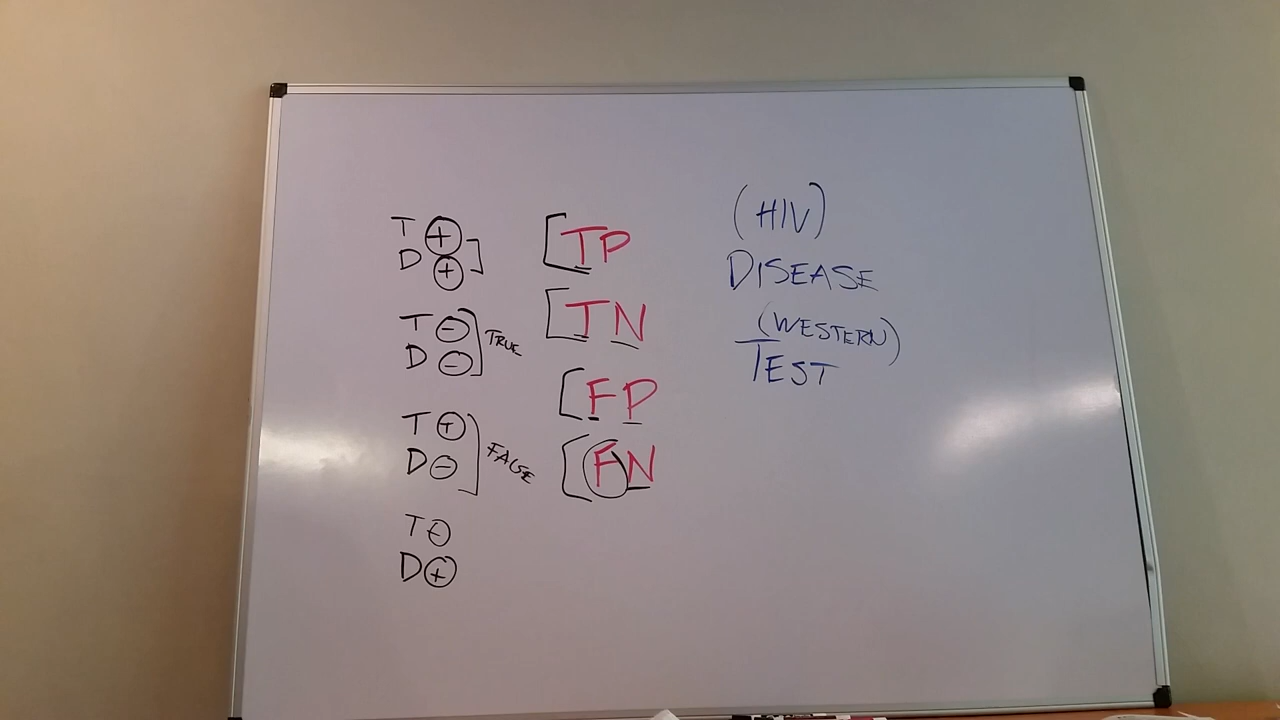 T +
D +
T −
D −
TRUE
T +
D −
FALSE
T −
D +
[TP
[TN
[FP
[FN
(HIV)
DISEASE
(WESTERN)
TEST